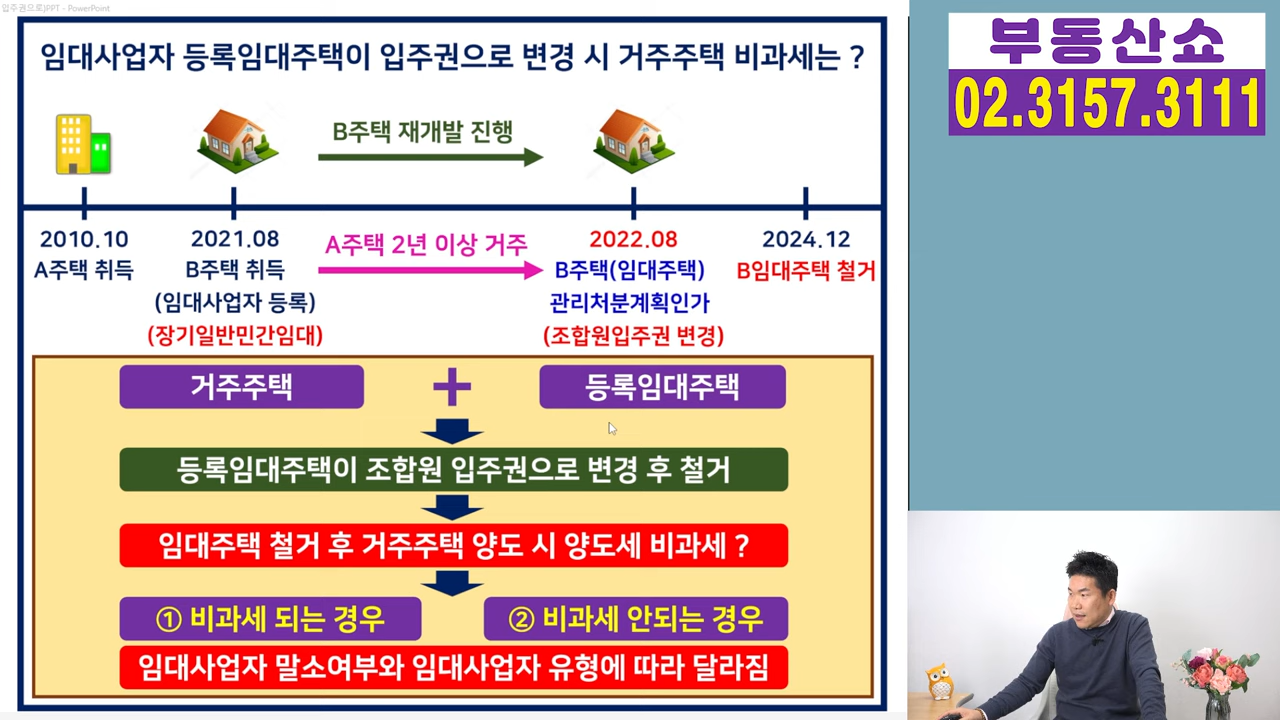 입주권으로)PPT - PowerPoint
임대사업자 등록임대주택이 입주권으로 변경 시 거주주택 비과세는 ?
B주택 재개발 진행
2010.10
A주택 취득
2021.08
B주택 취득
(임대사업자 등록)
(장기일반민간임대)
A주택 2년 이상 거주
2022.08
B주택(임대주택)
관리처분계획인가
(조합원입주권 변경)
2024.12
B임대주택 철거
거주주택
등록임대주택
등록임대주택이 조합원 입주권으로 변경 후 철거
임대주택 철거 후 거주주택 양도 시 양도세 비과세 ?
① 비과세 되는 경우
② 비과세 안되는 경우
임대사업자 말소여부와 임대사업자 유형에 따라 달라짐
부동산쇼
02.3157.3111